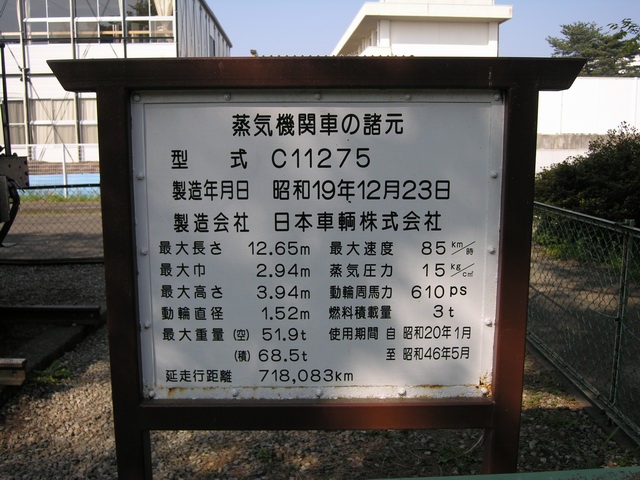 蒸気機関車の諸元
型 式 C11275
製造年月日 昭和19年12月23日
製造会社 日本車輌株式会社
最大長さ 12.65m 最大速度 85km/時
最大巾 2.94m 蒸気圧力 15kg/c㎡
最大高さ 3.94m 動輪周馬力 610ps
動輪直径 1.52m 燃料積載量 3t
最大重量(空) 51.9t 使用期間 自 昭和20年1月
(積) 68.5t 至 昭和46年5月
延走行距離 718,083km